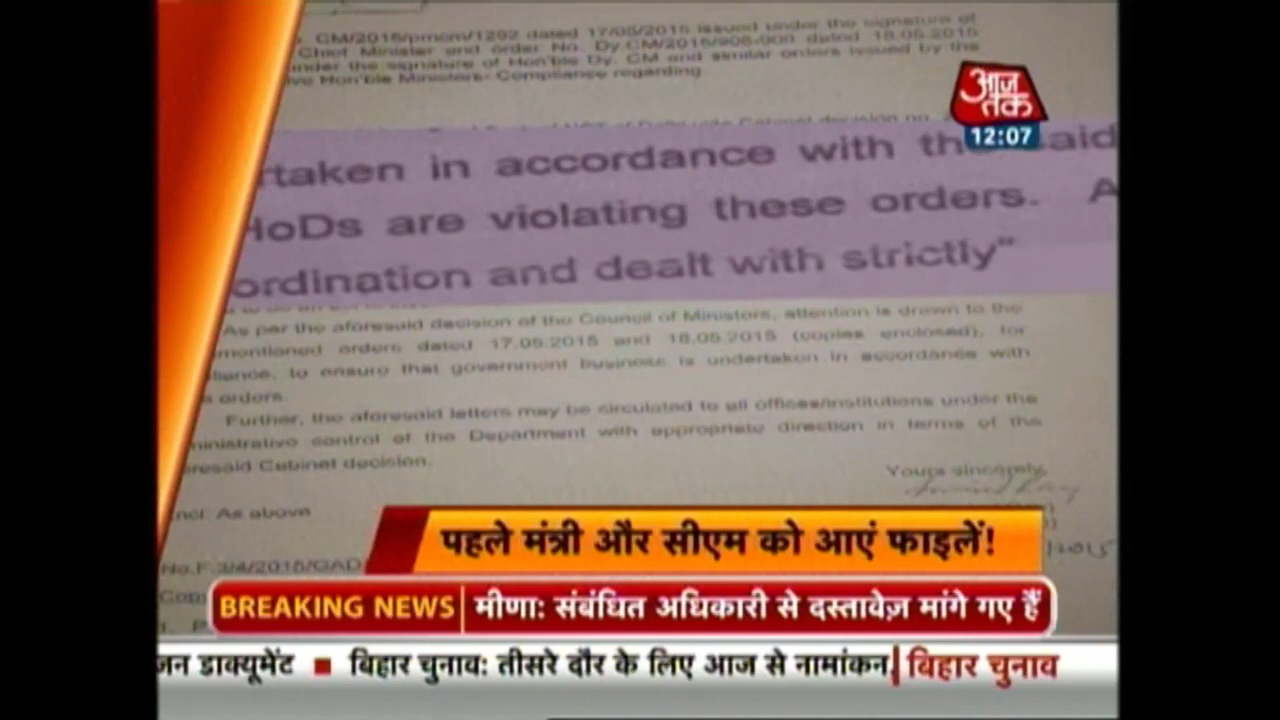 CM/2015/prncm/1292 dated 17/05/2015 issued under the signature of
Chief Minister and order No. Dy.CM/2015/ dated 18.05.2015
under the signature of Hon'ble Dy. CM and similar orders issued by the
Hon'ble Ministers- Compliance regarding
आज
तक
12:07
rtaken in accordance with the said
HoDs are violating these orders. A
ordination and dealt with strictly"
As per the aforesaid decision of the Council of Ministers, attention is drawn to the
mentioned orders dated 17.05.2015 and 18.05.2015 (copies enclosed), for
liance, to ensure that government business is undertaken in accordance with
orders.
Further, the aforesaid letters may be circulated to all offices/institutions under the
ministrative control of the Department with appropriate direction in terms of the
resaid Cabinet decision.
Yours sincerely,
ncl: As above
पहले मंत्री और सीएम को आएं फाइलें!
/2015
No.F.3/4/2015/GAD
BREAKING NEWS मीणा: संबंधित अधिकारी से दस्तावेज़ मांगे गए हैं
जन डाक्यूमेंट ■ बिहार चुनाव: तीसरे दौर के लिए आज से नामांकन, बिहार चुनाव